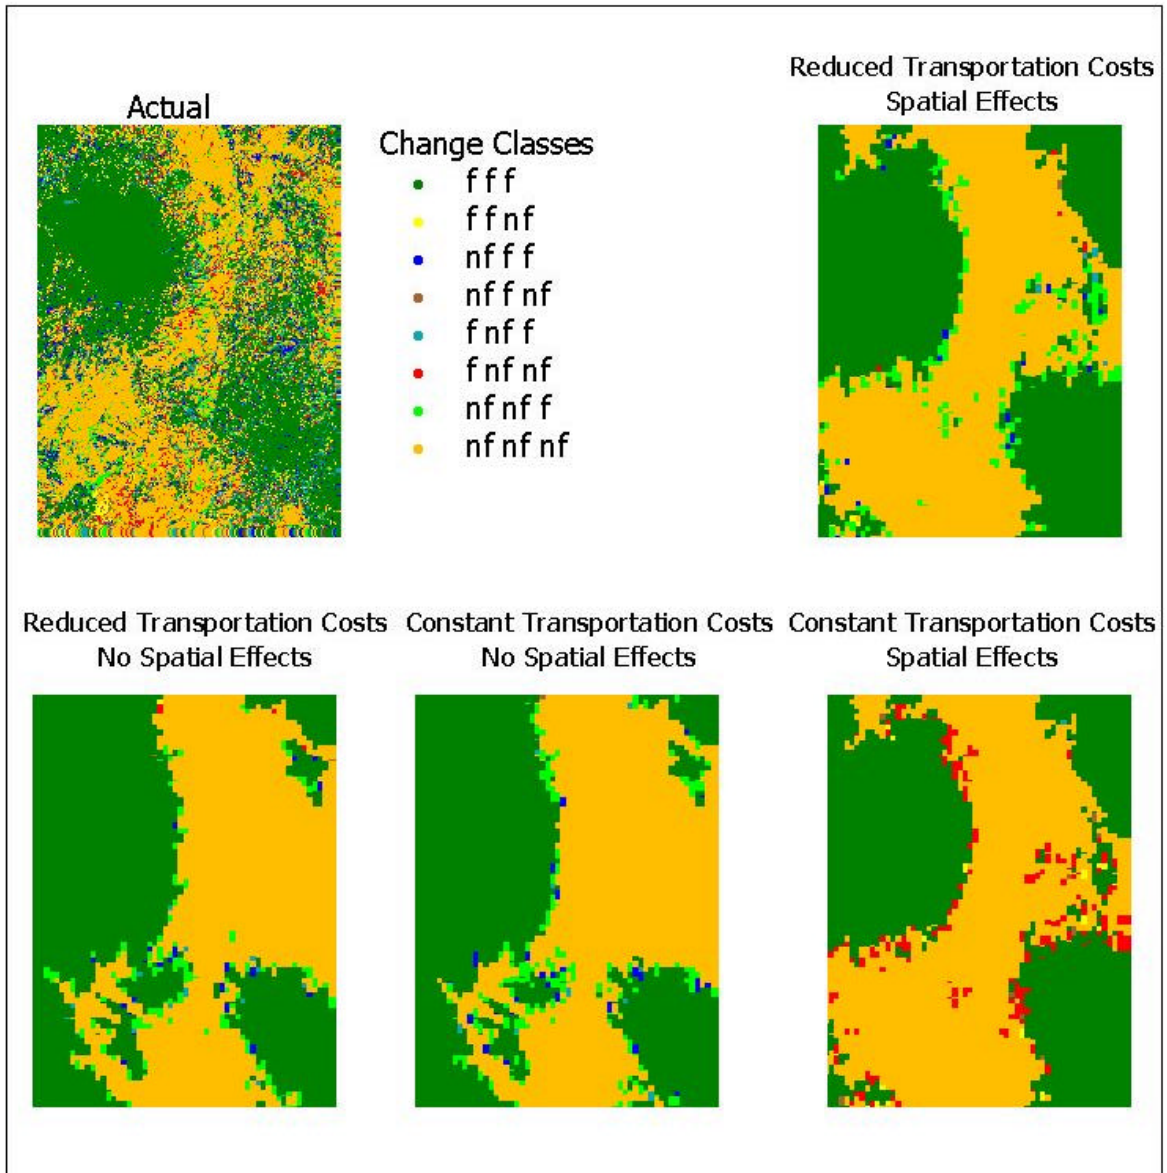 Reduced Transportation Costs
Spatial Effects
Actual
Change Classes
f f f
f f nf
nf f f
nf f nf
f nf f
f nf nf
nf nf f
nf nf nf
Reduced Transportation Costs
No Spatial Effects
Constant Transportation Costs
No Spatial Effects
Constant Transportation Costs
Spatial Effects